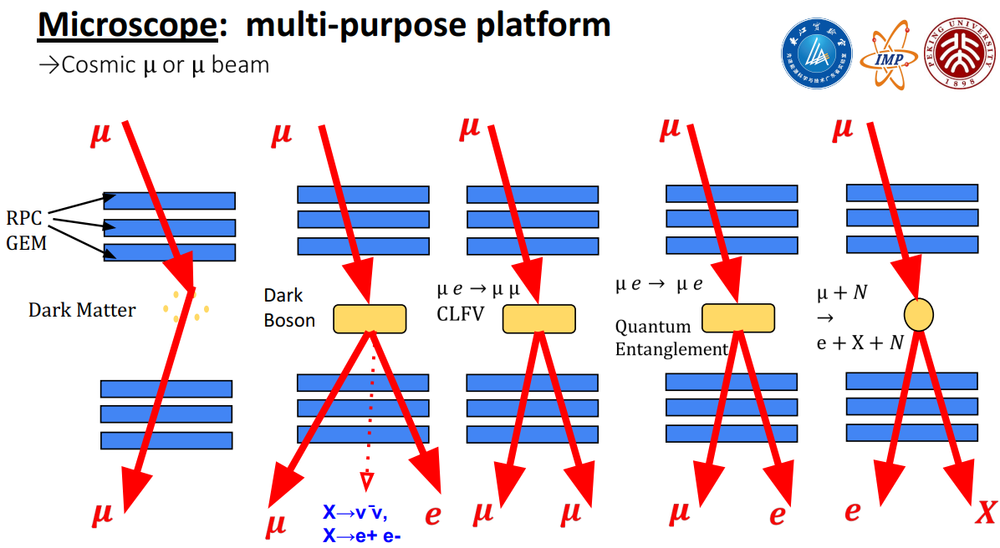 Microscope: multi-purpose platform
→Cosmic μ or μ beam
IMP
PEKING UNIVERSITY
1898
μ
μ
μ
μ
μ
RPC
GEM
Dark Matter
Dark
Boson
μ e → μ μ
CLFV
μ e → μ e
Quantum
Entanglement
μ + N
→
e + X + N
μ
μ
X→ν ̄ν,
X→e+ e-
e
μ
μ
μ
e
e
X